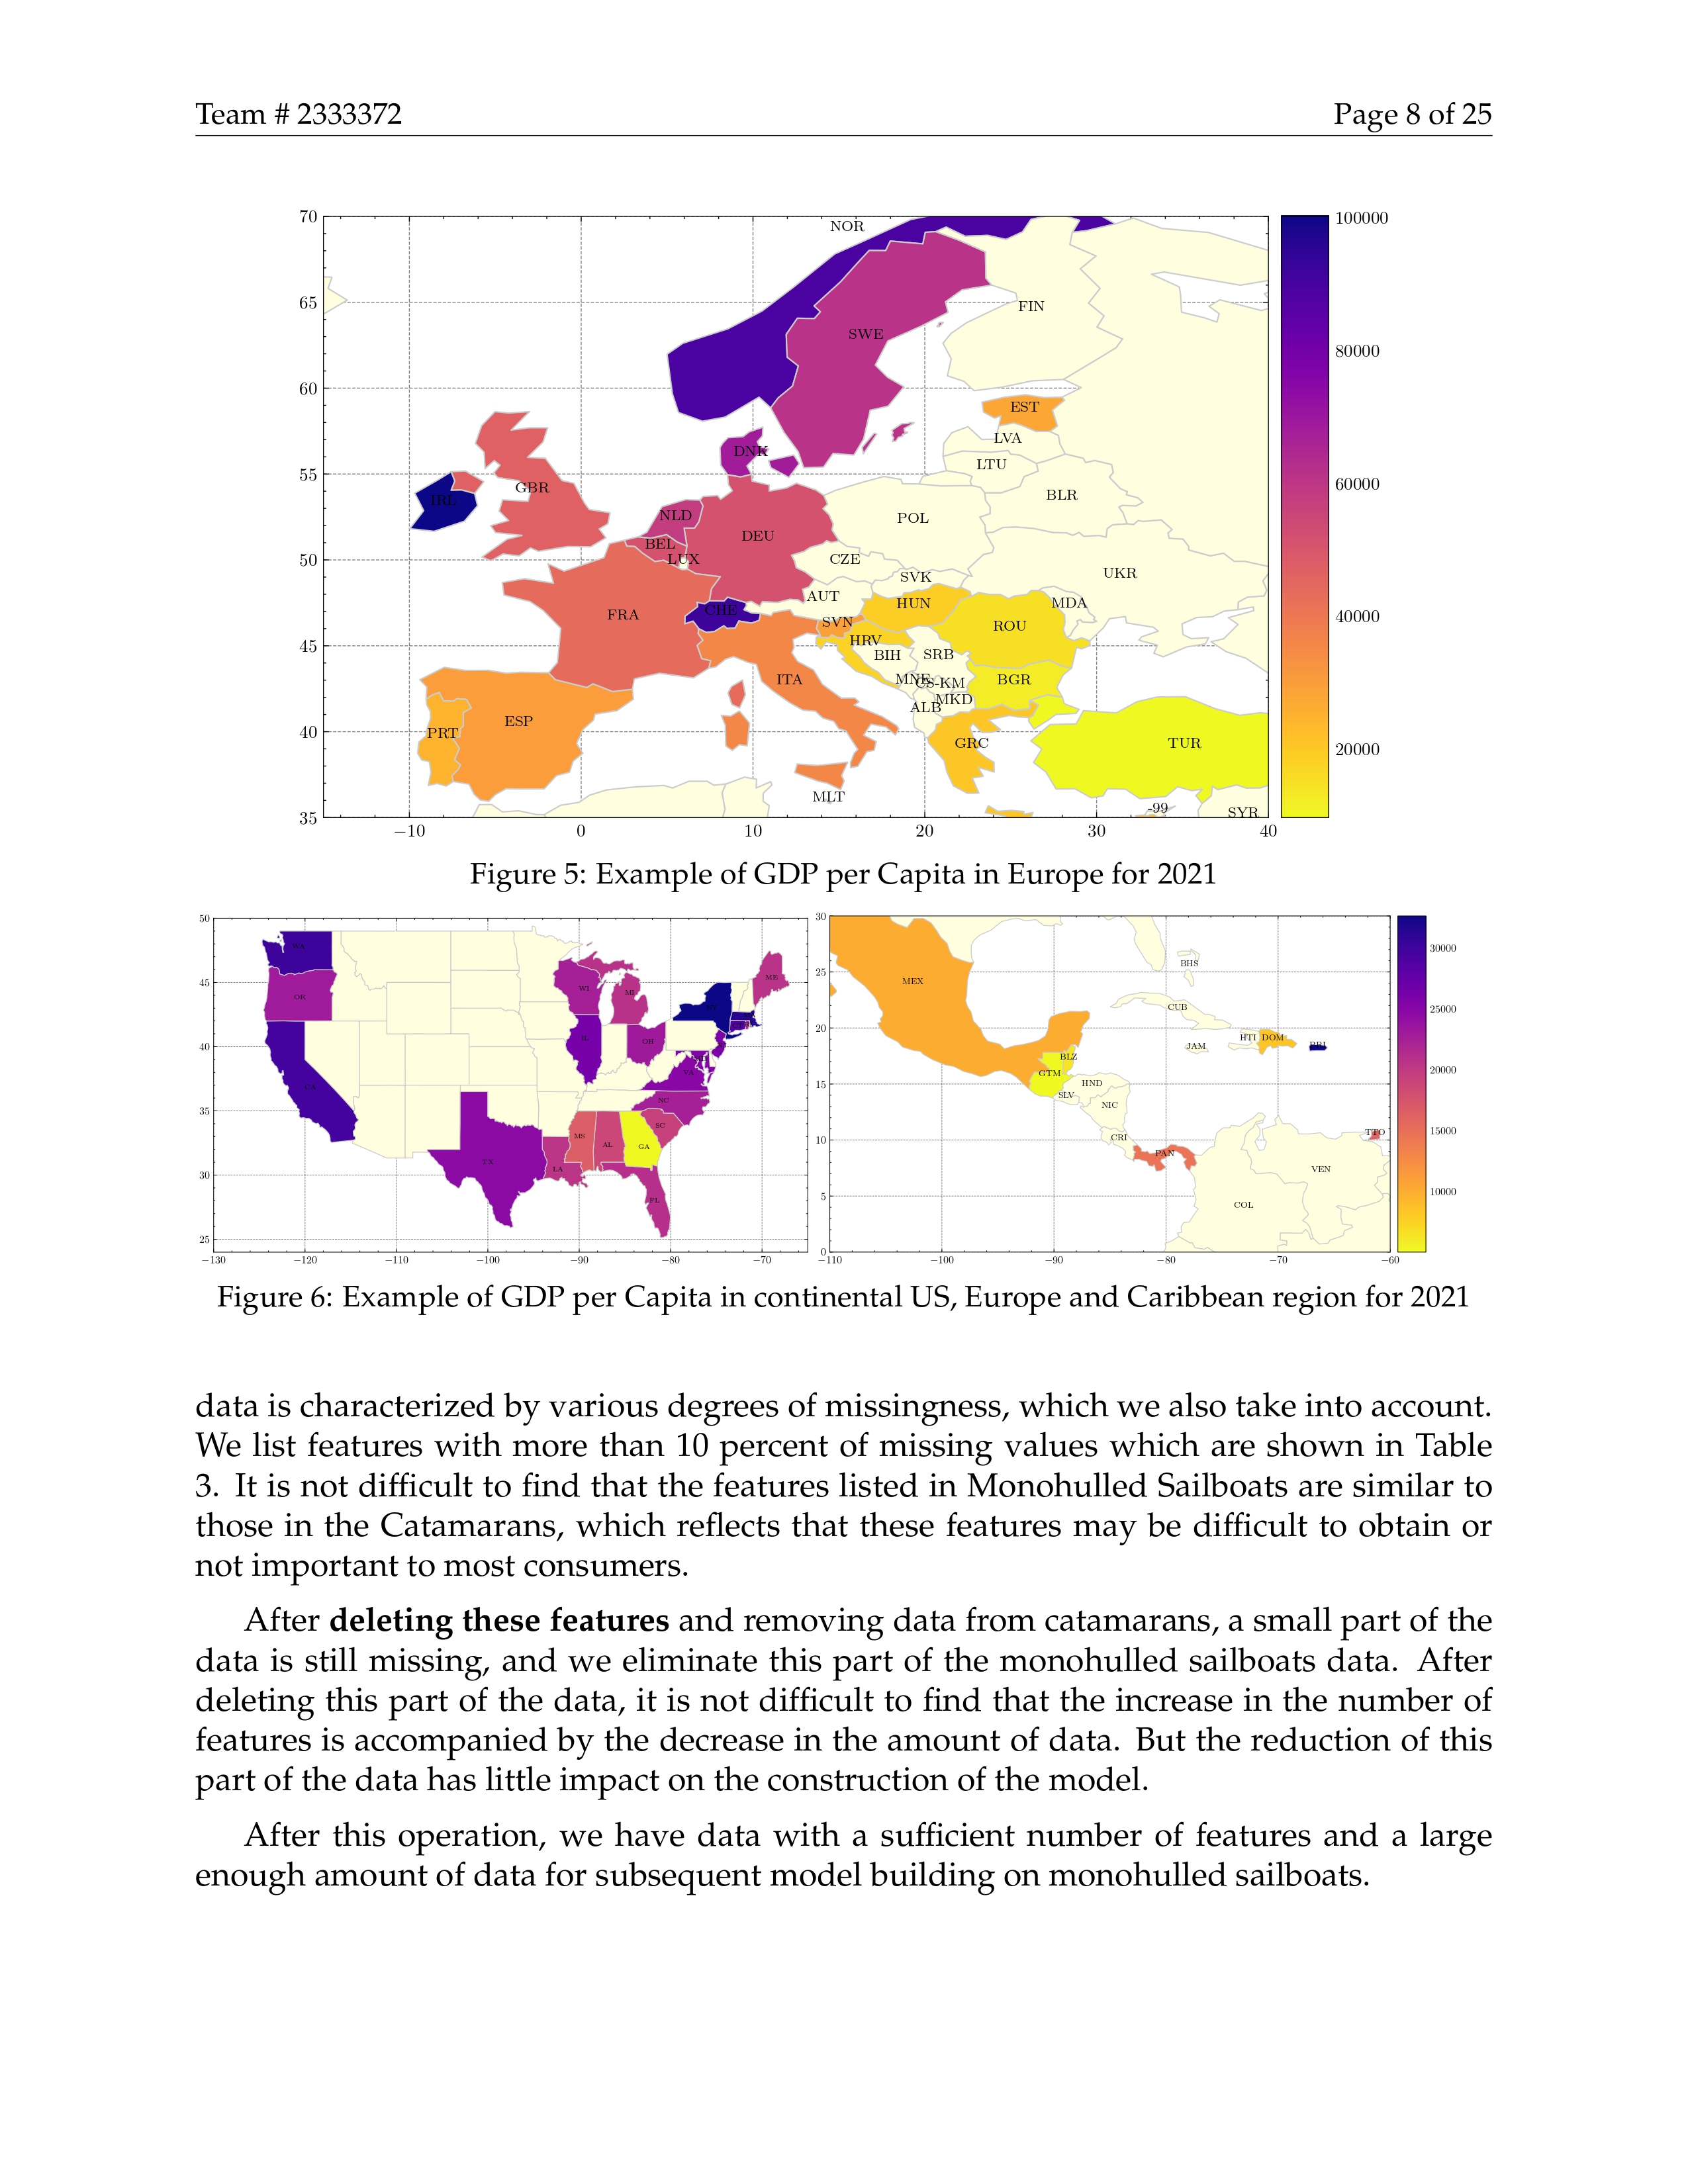 Team # 2333372
Page 8 of 25
70
65
60
55
50
45
40
35
−10
0
10
20
30
40
NOR
SWE
FIN
EST
LVA
LTU
DNK
BLR
IRL
GBR
NLD
POL
DEU
BEL
LUX
CZE
UKR
SVK
AUT
HUN
MDA
CHE
FRA
SVN
ROU
HRV
BIH
SRB
MNE
CS-KM
ITA
BGR
MKD
ALB
ESP
PRT
GRC
TUR
MLT
-99
SYR
100000
80000
60000
40000
20000
Figure 5: Example of GDP per Capita in Europe for 2021
50
45
40
35
30
25
−130
−120
−110
−100
−90
−80
−70
WA
OR
CA
TX
WI
MI
ME
IL
OH
VA
NC
SC
MS
AL
GA
LA
FL
30
25
20
15
10
5
0
−110
−100
−90
−80
−70
−60
MEX
BHS
CUB
JAM
HTI
DOM
PRI
BLZ
GTM
HND
SLV
NIC
CRI
PAN
TTO
VEN
COL
30000
25000
20000
15000
10000
Figure 6: Example of GDP per Capita in continental US, Europe and Caribbean region for 2021
data is characterized by various degrees of missingness, which we also take into account.
We list features with more than 10 percent of missing values which are shown in Table
3. It is not difficult to find that the features listed in Monohulled Sailboats are similar to
those in the Catamarans, which reflects that these features may be difficult to obtain or
not important to most consumers.
After deleting these features and removing data from catamarans, a small part of the
data is still missing, and we eliminate this part of the monohulled sailboats data. After
deleting this part of the data, it is not difficult to find that the increase in the number of
features is accompanied by the decrease in the amount of data. But the reduction of this
part of the data has little impact on the construction of the model.
After this operation, we have data with a sufficient number of features and a large
enough amount of data for subsequent model building on monohulled sailboats.